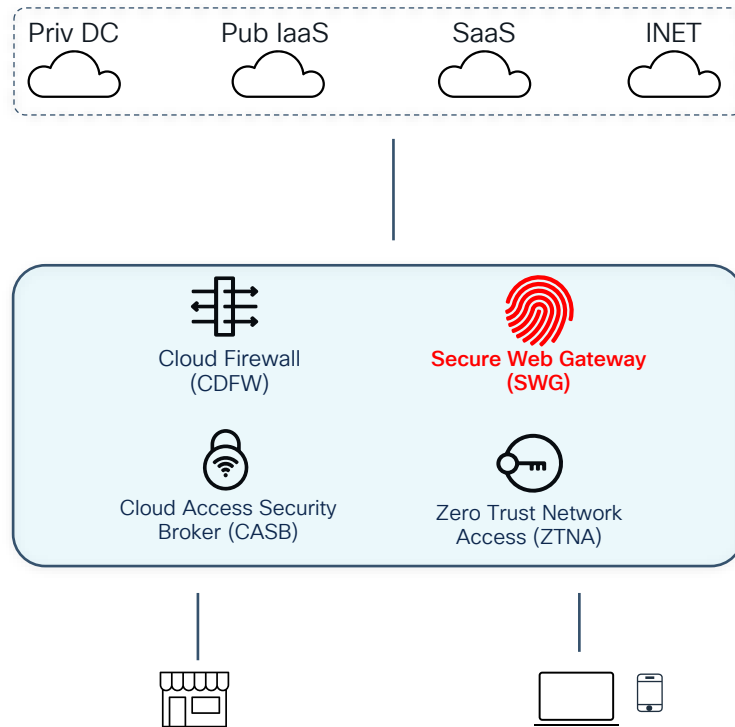 Priv DC
Pub IaaS
SaaS
INET
Cloud Firewall
(CDFW)
Secure Web Gateway
(SWG)
Cloud Access Security
Broker (CASB)
Zero Trust Network
Access (ZTNA)